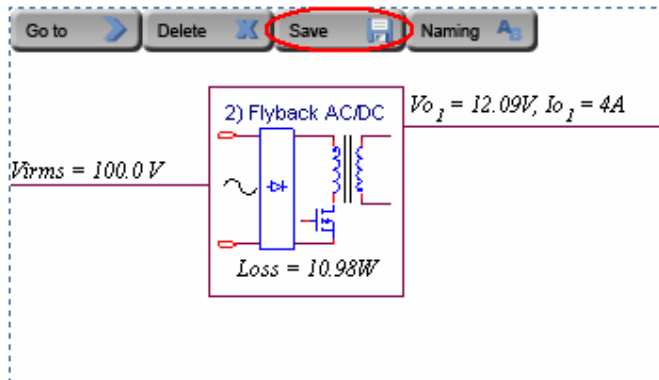 Go to Delete Save Naming AB
2) Flyback AC/DC
Vo1 = 12.09V, Io1 = 4A
Virms = 100.0 V
Loss = 10.98W